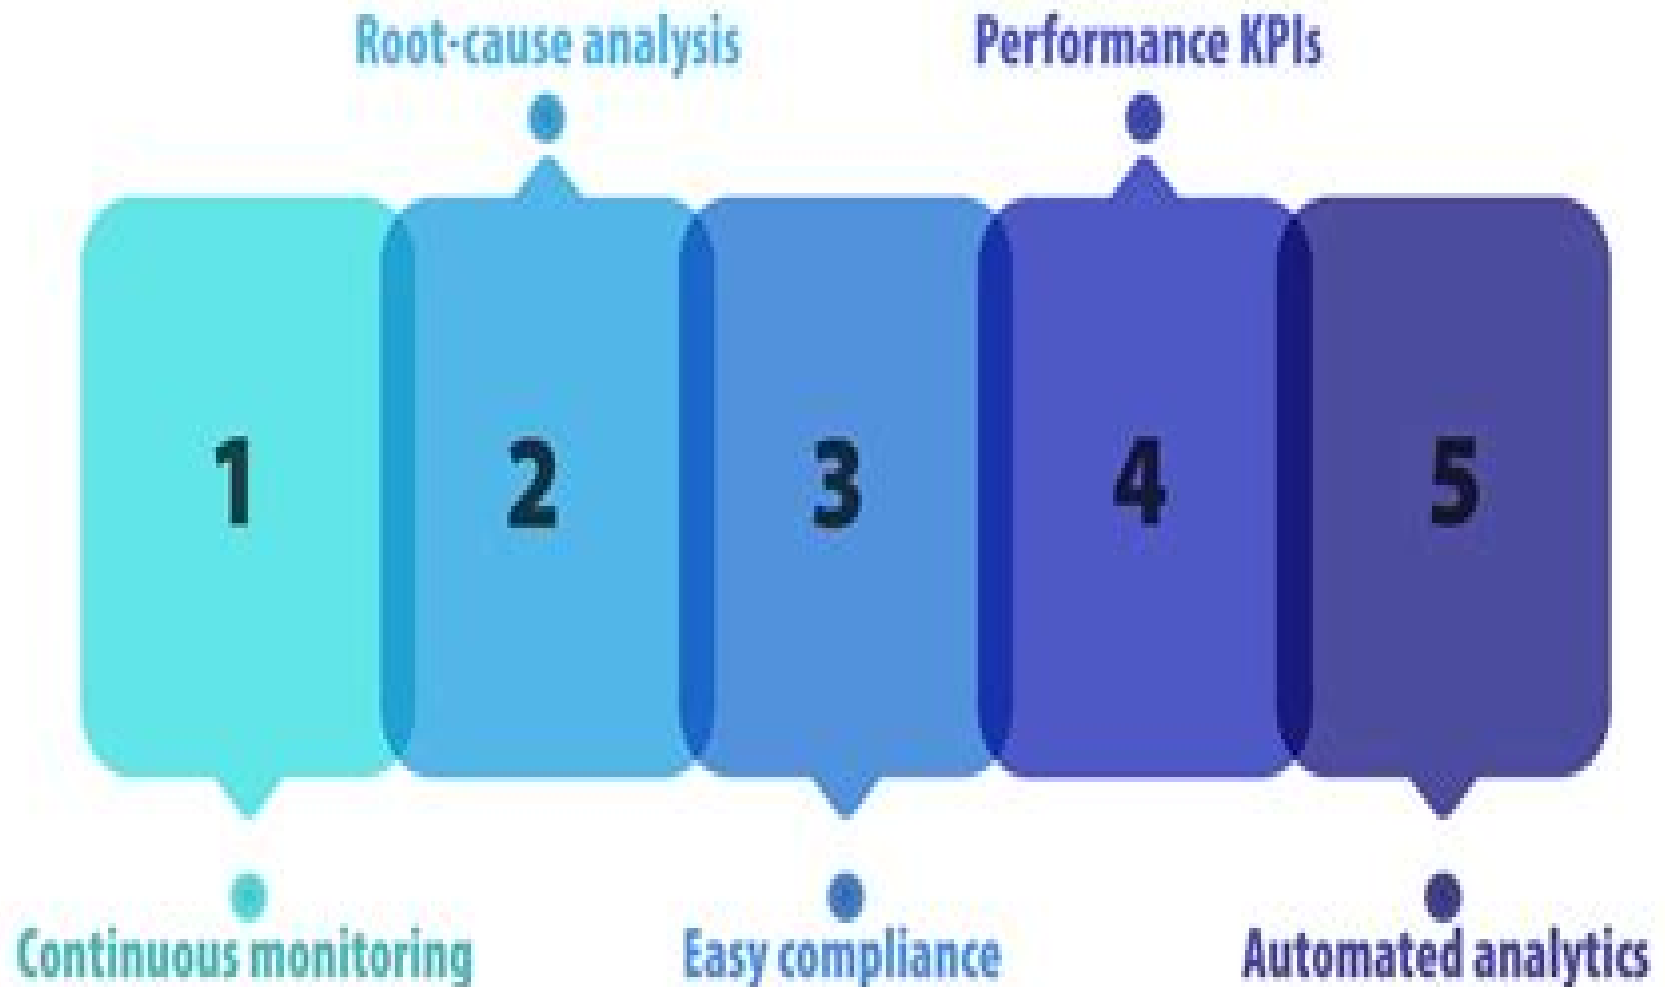 Root-cause analysis
Performance KPIs
1
2
3
4
5
Continuous monitoring
Easy compliance
Automated analytics